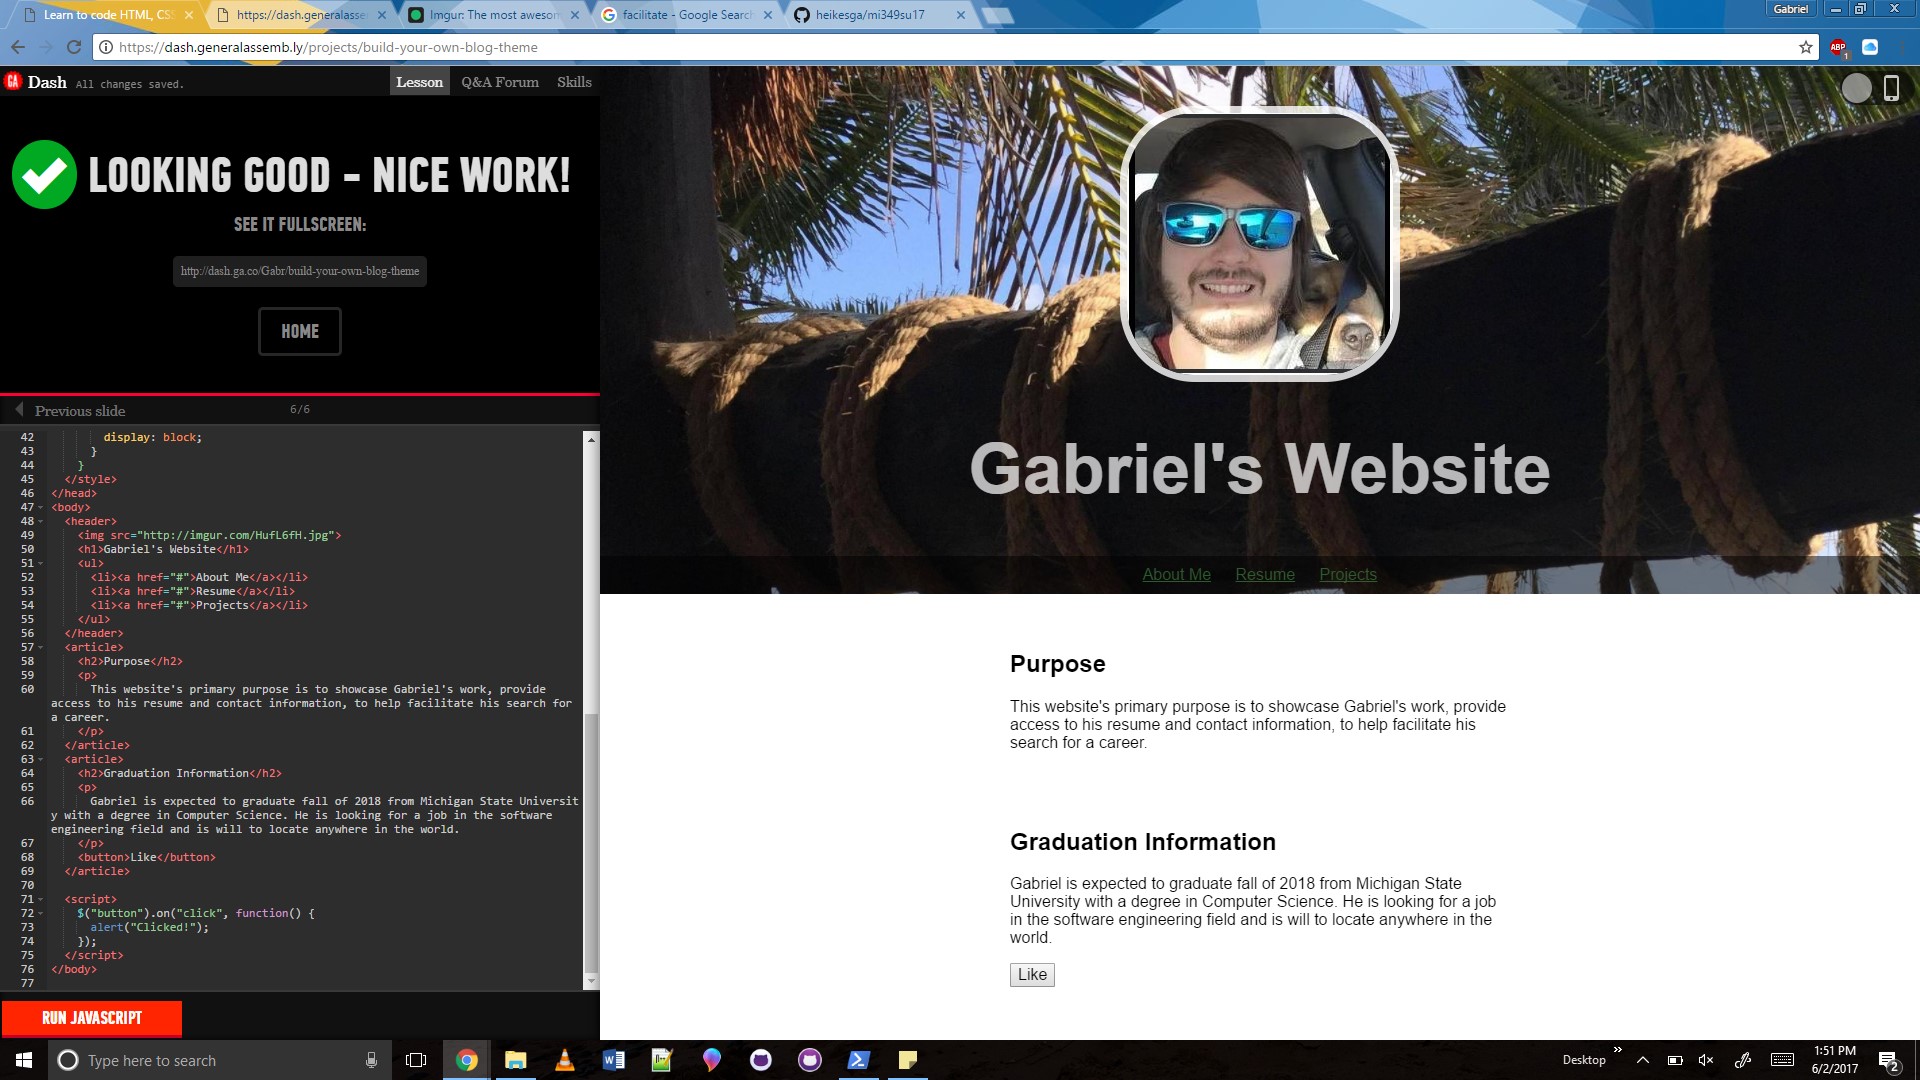 Learn to code HTML, CSS
https://dash.generalassem
Imgur: The most awesom
facilitate - Google Search
heikesga/mi349su17
Gabriel
https://dash.generalassemb.ly/projects/build-your-own-blog-theme
ABP
1
GA
Dash
All changes saved.
Lesson
Q&A Forum
Skills
LOOKING GOOD - NICE WORK!
SEE IT FULLSCREEN:
http://dash.ga.co/Gabr/build-your-own-blog-theme
HOME
Previous slide
6/6
42 display: block;
43 }
44 }
45 </style>
46 </head>
47 <body>
48 <header>
49 <img src="http://imgur.com/HufL6fH.jpg">
50 <h1>Gabriel's Website</h1>
51 <ul>
52 <li><a href="#">About Me</a></li>
53 <li><a href="#">Resume</a></li>
54 <li><a href="#">Projects</a></li>
55 </ul>
56 </header>
57 <article>
58 <h2>Purpose</h2>
59 <p>
60 This website's primary purpose is to showcase Gabriel's work, provide
access to his resume and contact information, to help facilitate his search for
a career.
61 </p>
62 </article>
63 <article>
64 <h2>Graduation Information</h2>
65 <p>
66 Gabriel is expected to graduate fall of 2018 from Michigan State Universit
y with a degree in Computer Science. He is looking for a job in the software
engineering field and is will to locate anywhere in the world.
67 </p>
68 <button>Like</button>
69 </article>
70
71 <script>
72 $("button").on("click", function() {
73 alert("Clicked!");
74 });
75 </script>
76 </body>
77
RUN JAVASCRIPT
Gabriel's Website
About Me Resume Projects
Purpose
This website's primary purpose is to showcase Gabriel's work, provide
access to his resume and contact information, to help facilitate his
search for a career.
Graduation Information
Gabriel is expected to graduate fall of 2018 from Michigan State
University with a degree in Computer Science. He is looking for a job
in the software engineering field and is will to locate anywhere in the
world.
Like
Type here to search
Desktop
1:51 PM
6/2/2017
2